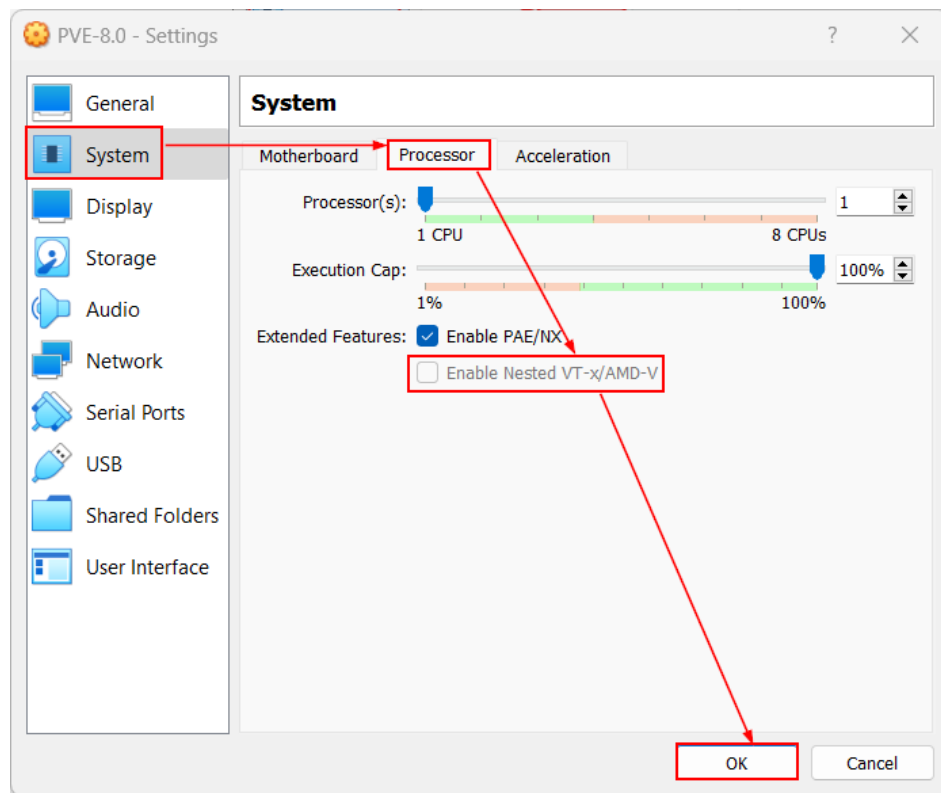 PVE-8.0 - Settings
?
General
System
Display
Storage
Audio
Network
Serial Ports
USB
Shared Folders
User Interface
System
Motherboard Processor Acceleration
Processor(s): 1
1 CPU 8 CPUs
Execution Cap: 100%
1% 100%
Extended Features: Enable PAE/NX
Enable Nested VT-x/AMD-V
OK Cancel